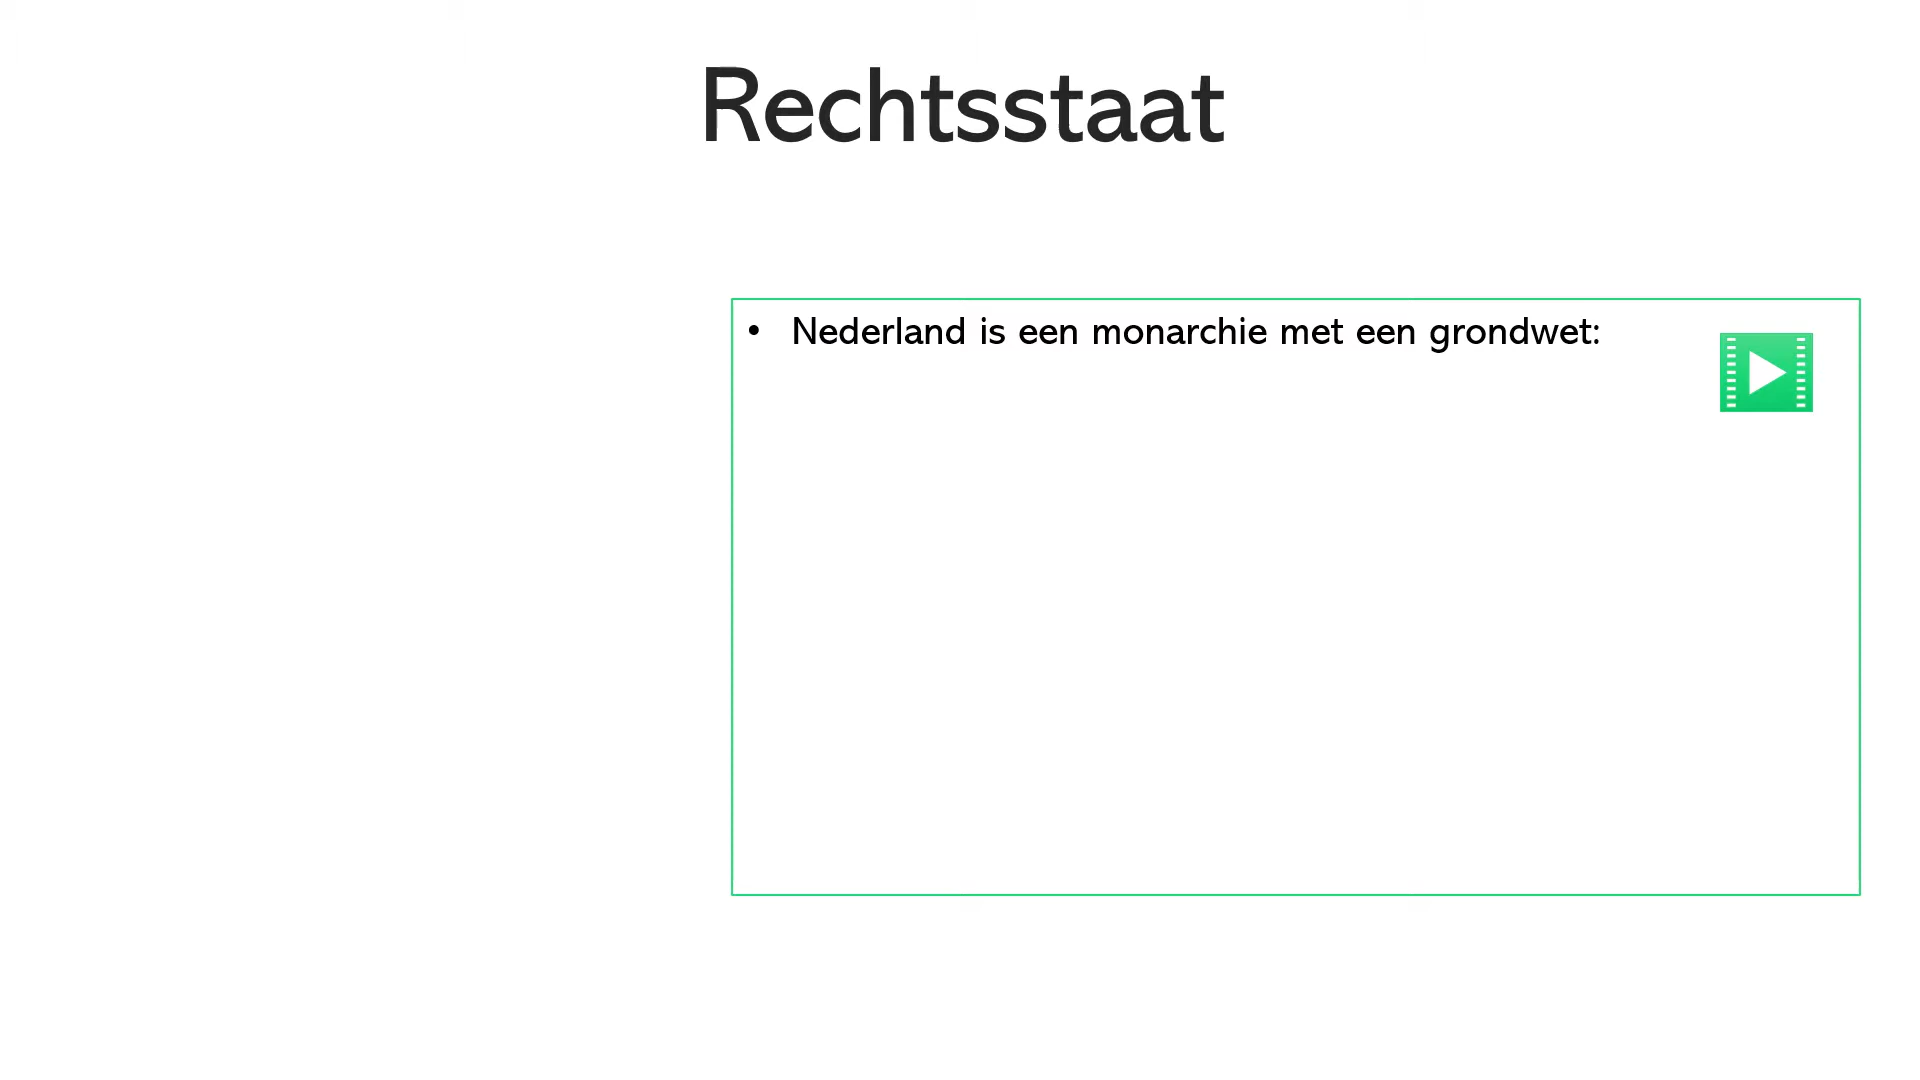 Rechtsstaat
• Nederland is een monarchie met een grondwet: